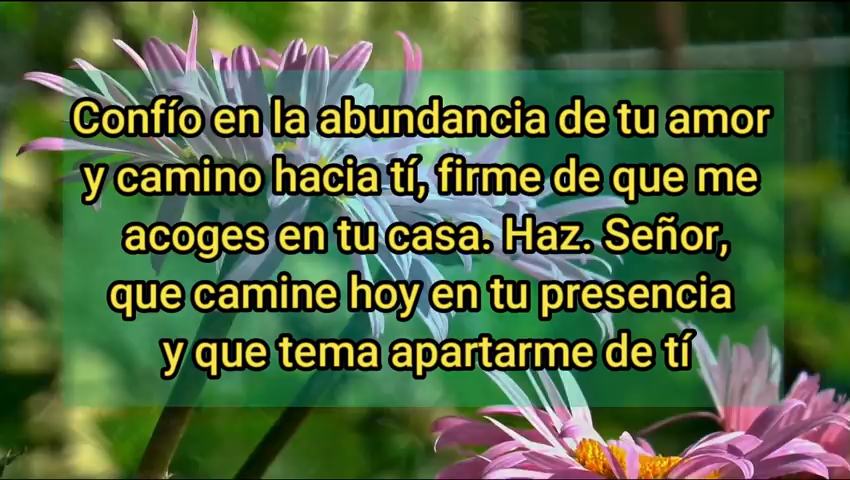 Confío en la abundancia de tu amor
y camino hacia tí, firme de que me
acoges en tu casa. Haz. Señor,
que camine hoy en tu presencia
y que tema apartarme de tí